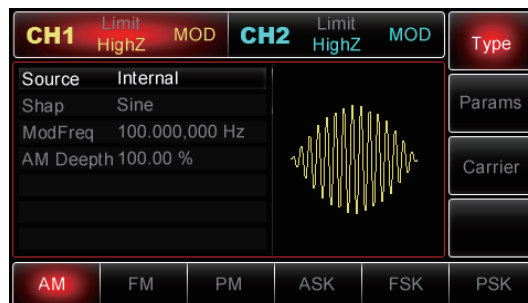 CH1 Limit HighZ MOD CH2 Limit HighZ MOD Type
Source Internal
Shap Sine
Params
ModFreq 100.000,000 Hz
AM Deepth 100.00 %
Carrier
AM FM PM ASK FSK PSK